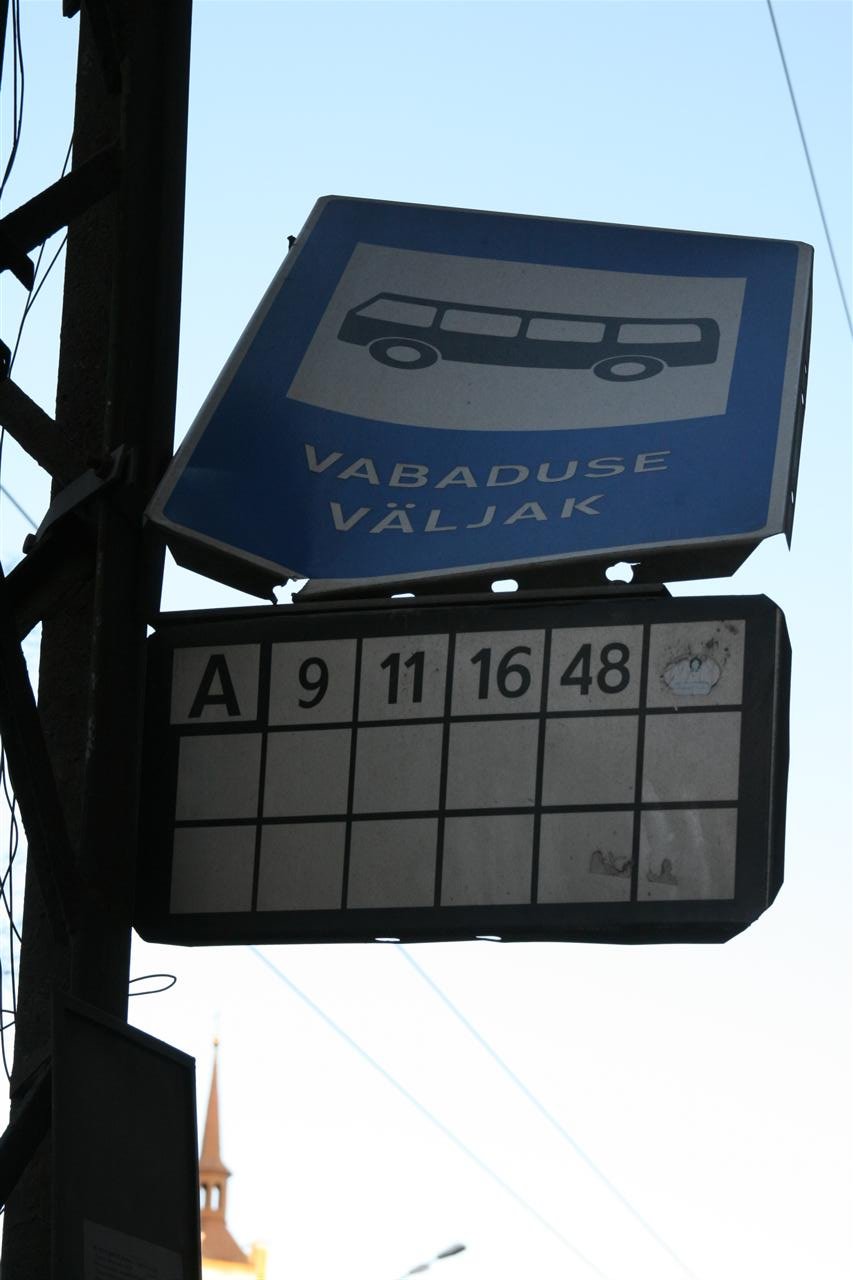 VABADUSE
VÄLJAK
A 9 11 16 48